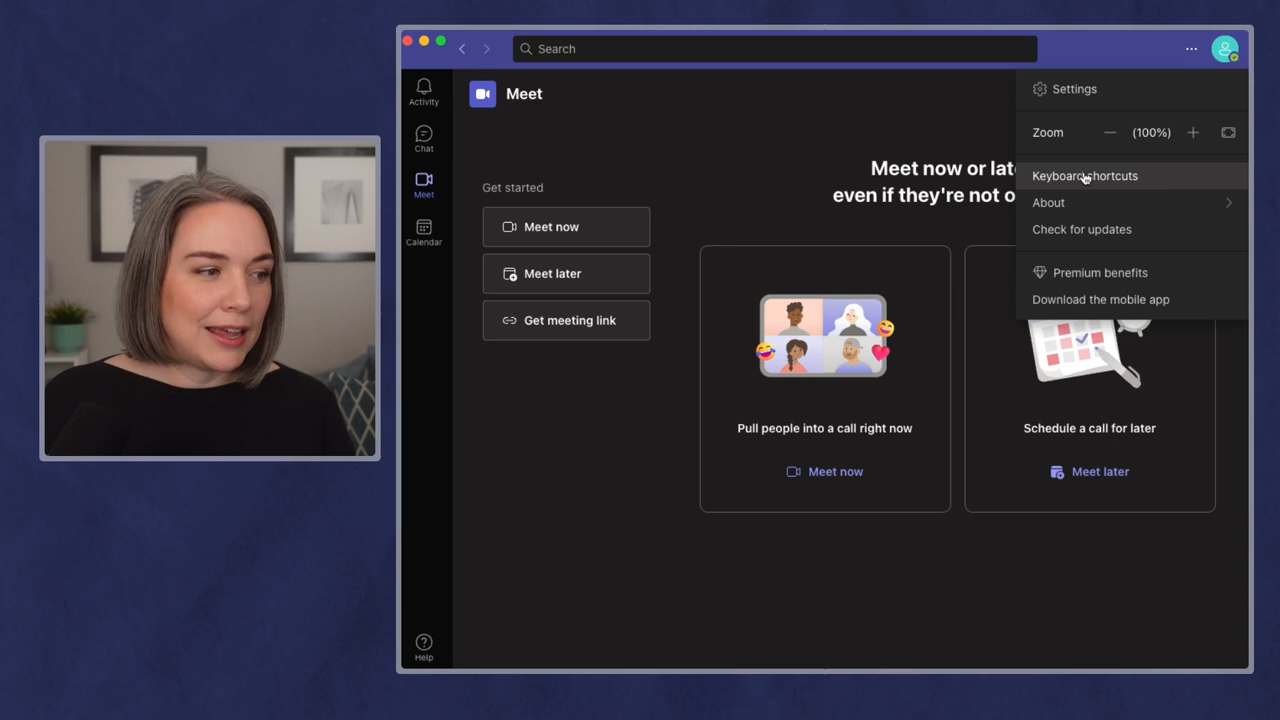 Search
Activity
Chat
Meet
Calendar
Help
Meet
Get started
Meet now
Meet later
Get meeting link
Meet now or late
even if they're not o
Pull people into a call right now
Meet now
Schedule a call for later
Meet later
Settings
Zoom — (100%) +
Keyboard shortcuts
About
Check for updates
Premium benefits
Download the mobile app